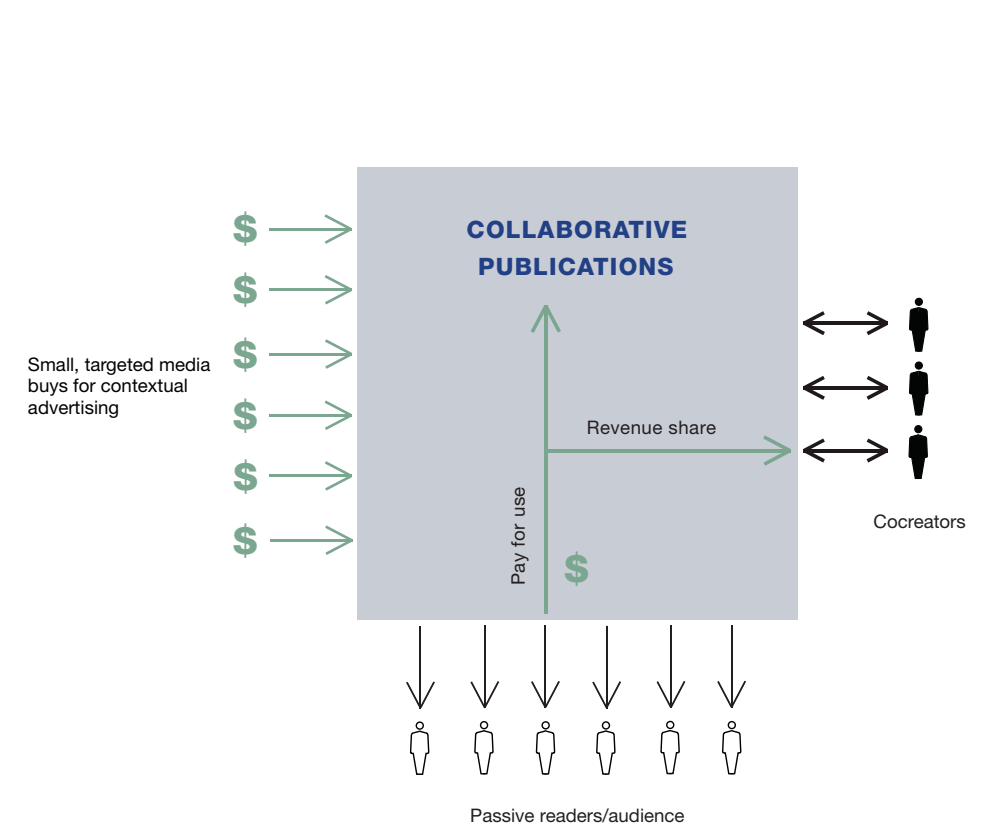 COLLABORATIVE
PUBLICATIONS
$
$
$
$
$
$
Small, targeted media
buys for contextual
advertising
Revenue share
Pay for use
$
Cocreators
Passive readers/audience